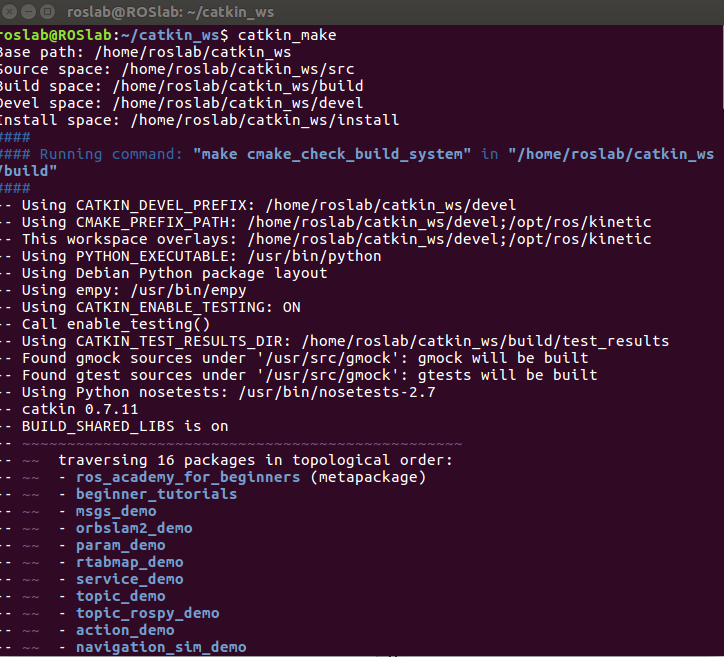 roslab@ROSlab: ~/catkin_ws
roslab@ROSlab:~/catkin_ws$ catkin_make
Base path: /home/roslab/catkin_ws
Source space: /home/roslab/catkin_ws/src
Build space: /home/roslab/catkin_ws/build
Devel space: /home/roslab/catkin_ws/devel
Install space: /home/roslab/catkin_ws/install
####
#### Running command: "make cmake_check_build_system" in "/home/roslab/catkin_ws
/build"
####
-- Using CATKIN_DEVEL_PREFIX: /home/roslab/catkin_ws/devel
-- Using CMAKE_PREFIX_PATH: /home/roslab/catkin_ws/devel;/opt/ros/kinetic
-- This workspace overlays: /home/roslab/catkin_ws/devel;/opt/ros/kinetic
-- Using PYTHON_EXECUTABLE: /usr/bin/python
-- Using Debian Python package layout
-- Using empy: /usr/bin/empy
-- Using CATKIN_ENABLE_TESTING: ON
-- Call enable_testing()
-- Using CATKIN_TEST_RESULTS_DIR: /home/roslab/catkin_ws/build/test_results
-- Found gmock sources under '/usr/src/gmock': gmock will be built
-- Found gtest sources under '/usr/src/gmock': gtests will be built
-- Using Python nosetests: /usr/bin/nosetests-2.7
-- catkin 0.7.11
-- BUILD_SHARED_LIBS is on
-- ~~~~~~~~~~~~~~~~~~~~~~~~~~~~~~~~~~~~~~~~~~~~~~~~~
-- ~~  traversing 16 packages in topological order:
-- ~~  - ros_academy_for_beginners (metapackage)
-- ~~  - beginner_tutorials
-- ~~  - msgs_demo
-- ~~  - orbslam2_demo
-- ~~  - param_demo
-- ~~  - rtabmap_demo
-- ~~  - service_demo
-- ~~  - topic_demo
-- ~~  - topic_rospy_demo
-- ~~  - action_demo
-- ~~  - navigation_sim_demo